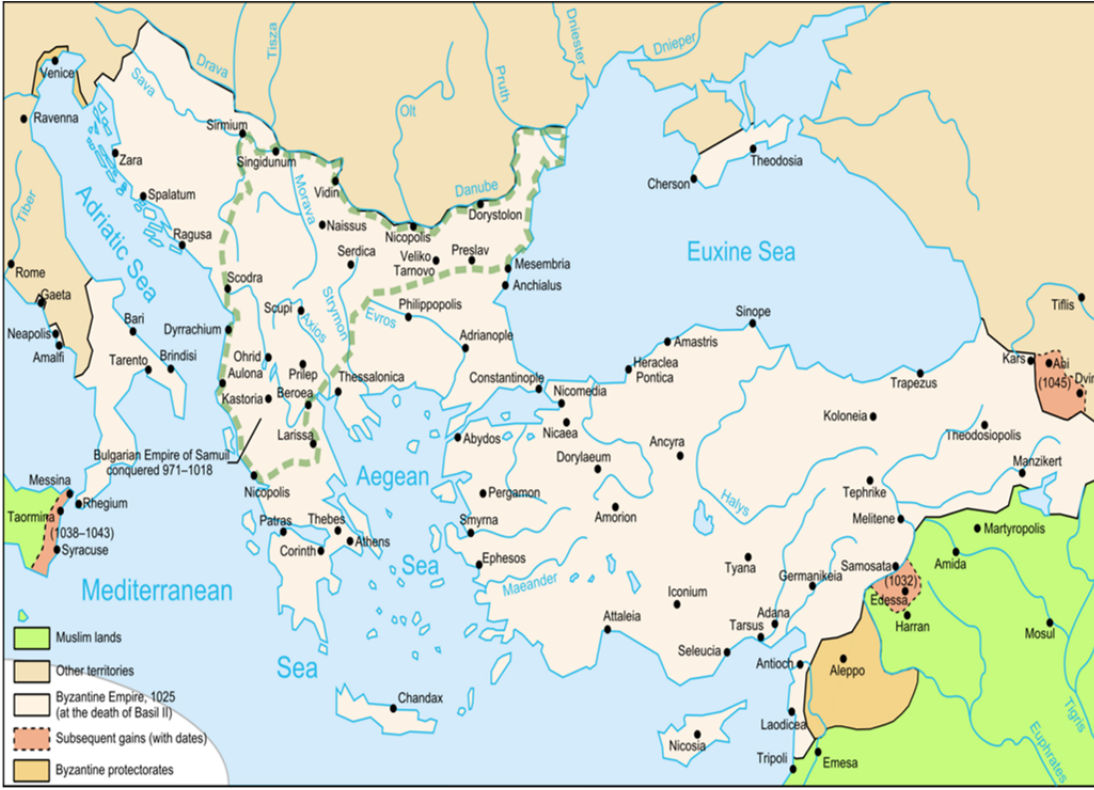 Venice
Ravenna
Tiber
Rome
Gaeta
Neapolis
Amalfi
Adriatic Sea
Zara
Spalatum
Ragusa
Bari
Tarento
Brindisi
Sava
Drava
Tisza
Sirmium
Singidunum
Vidin
Morava
Naissus
Serdica
Strymon
Olt
Pruth
Dniester
Dnieper
Danube
Dorystolon
Nicopolis
Veliko
Tarnovo
Preslav
Mesembria
Anchialus
Cherson
Theodosia
Euxine Sea
Scodra
Scupi
Axios
Dyrrachium
Ohrid
Aulona
Prilep
Kastoria
Beroea
Thessalonica
Larissa
Philippopolis
Evros
Adrianople
Constantinople
Bulgarian Empire of Samuil
conquered 971–1018
Nicopolis
Aegean
Sea
Abydos
Patras
Thebes
Corinth
Athens
Nicomedia
Nicaea
Heraclea
Pontica
Amastris
Sinope
Trapezus
Kars
Tiflis
Ani
(1045)
Dvin
Koloneia
Theodosiopolis
Manzikert
Ancyra
Dorylaeum
Halys
Pergamon
Amorion
Smyrna
Ephesos
Maeander
Tephrike
Melitene
Martyropolis
Amida
Samosata
(1032)
Edessa
Harran
Mosul
Tyana
Germanikeia
Iconium
Adana
Tarsus
Attaleia
Seleucia
Antioch
Aleppo
Laodicea
Nicosia
Tripoli
Emesa
Euphrates
Tigris
Chandax
Messina
Rhegium
Taormina
(1038–1043)
Syracuse
Mediterranean
Sea
Muslim lands
Other territories
Byzantine Empire, 1025
(at the death of Basil II)
Subsequent gains (with dates)
Byzantine protectorates